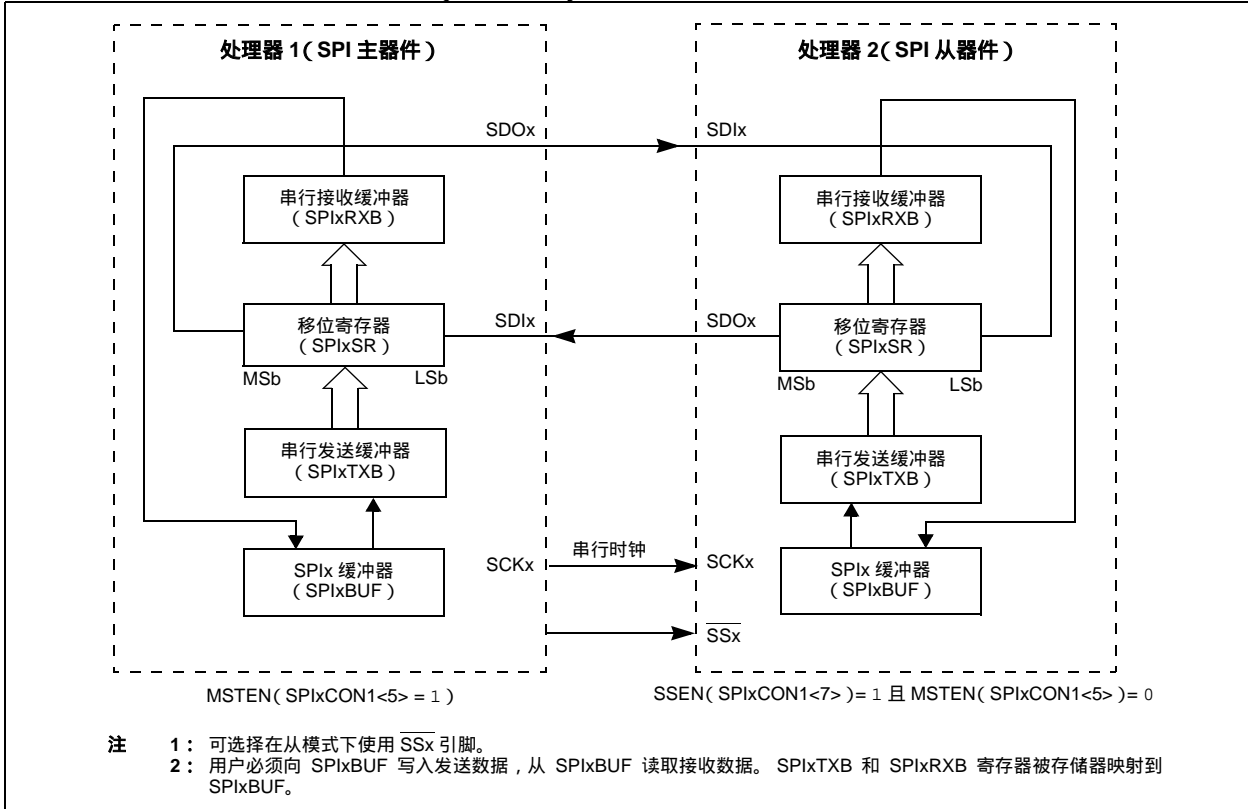 处理器 1（SPI 主器件）
处理器 2（SPI 从器件）
SDOx
SDIx
串行接收缓冲器
（SPIxRXB）
串行接收缓冲器
（SPIxRXB）
移位寄存器
（SPIxSR）
SDIx
SDOx
移位寄存器
（SPIxSR）
MSb
LSb
MSb
LSb
串行发送缓冲器
（SPIxTXB）
串行发送缓冲器
（SPIxTXB）
SPIx 缓冲器
（SPIxBUF）
SCKx
串行时钟
SCKx
SPIx 缓冲器
（SPIxBUF）
S̅S̅x̅
MSTEN（SPIxCON1<5> = 1）
SSEN（SPIxCON1<7>）= 1 且 MSTEN（SPIxCON1<5>）= 0
注 1： 可选择在从模式下使用 S̅S̅x̅ 引脚。
2： 用户必须向 SPIxBUF 写入发送数据，从 SPIxBUF 读取接收数据。 SPIxTXB 和 SPIxRXB 寄存器被存储器映射到
SPIxBUF。